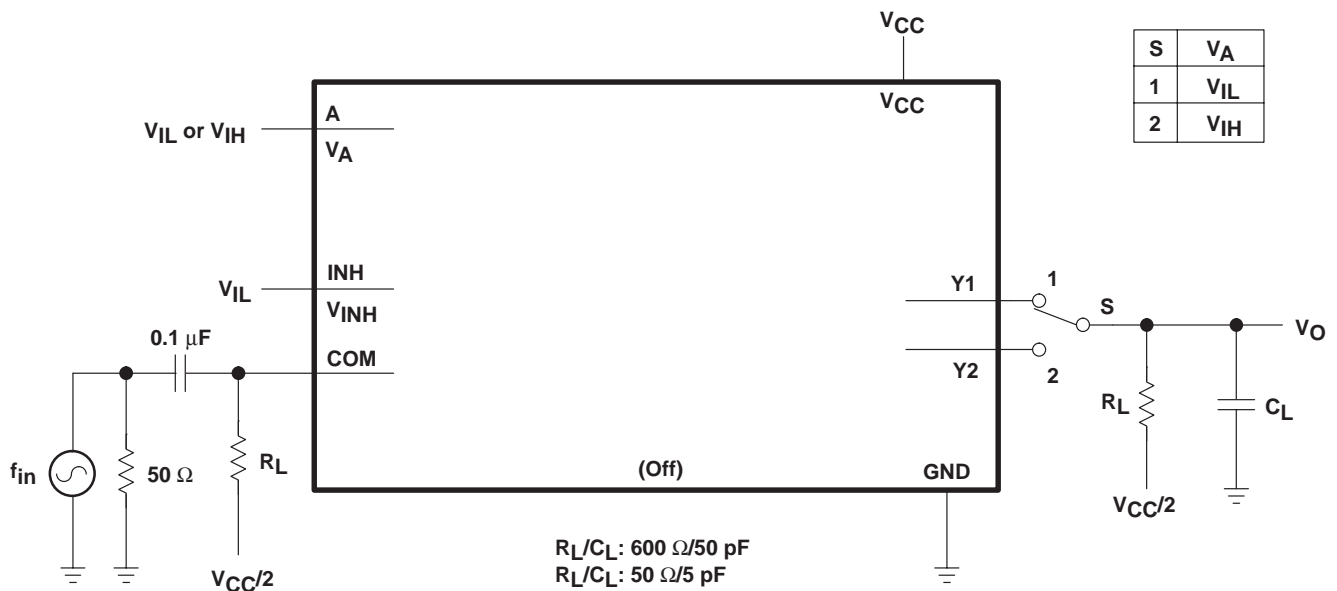 VCC
S VA
1 VIL
2 VIH
VCC
A
VIL or VIH
VA
INH
VIL
VINH
Y1
1
S
VO
0.1 μF
COM
Y2
2
RL
CL
fin
50 Ω
RL
(Off)
GND
VCC/2
VCC/2
RL/CL: 600 Ω/50 pF
RL/CL: 50 Ω/5 pF